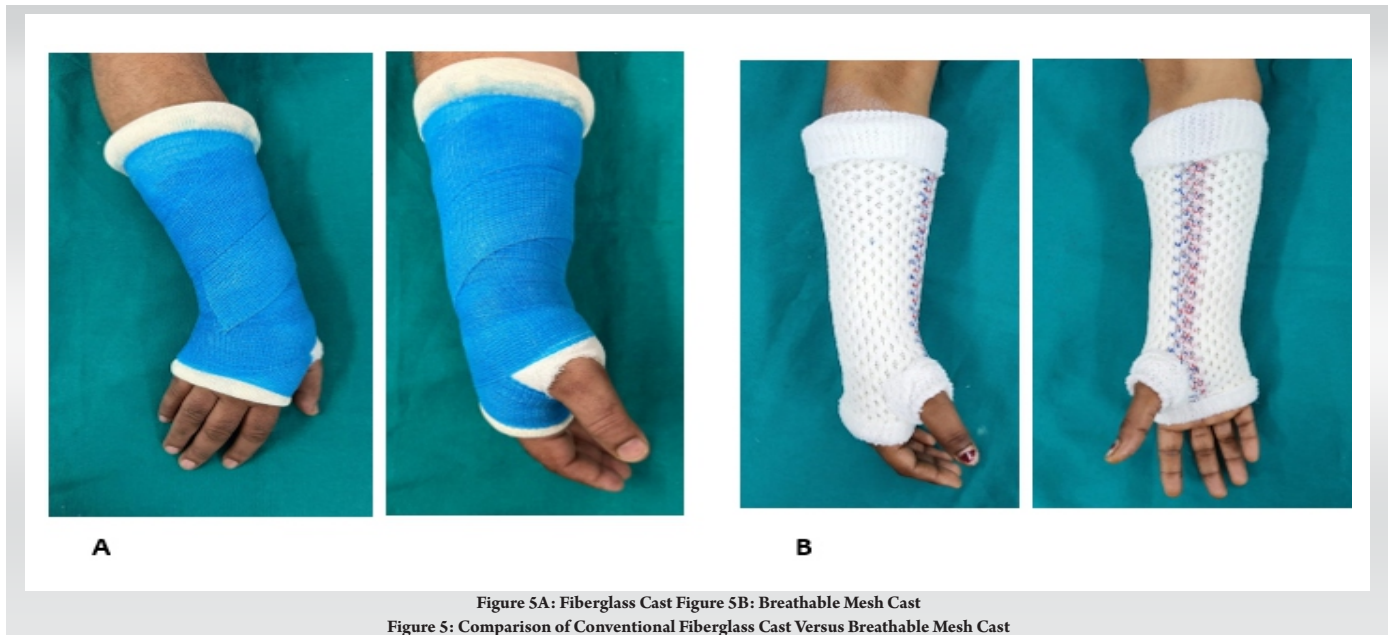 A
B
Figure 5A: Fiberglass Cast Figure 5B: Breathable Mesh Cast
Figure 5: Comparison of Conventional Fiberglass Cast Versus Breathable Mesh Cast